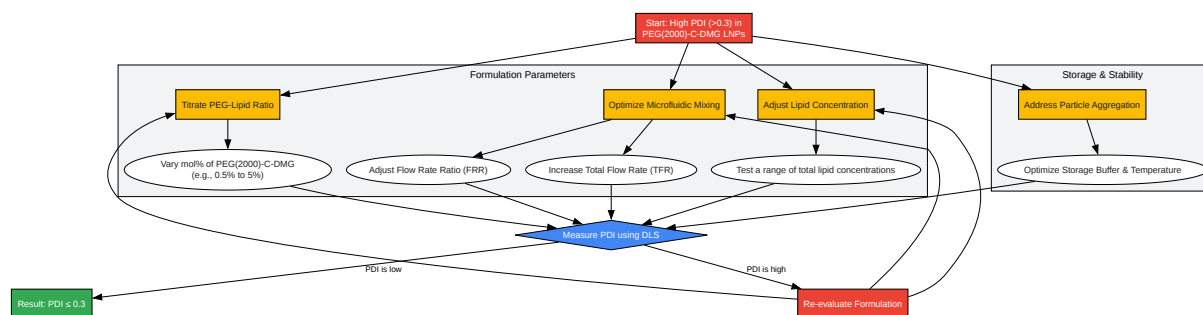 Start: High PDI (>0.3) in
PEG(2000)-C-DMG LNPs
Formulation Parameters
Storage & Stability
Titrate PEG-Lipid Ratio
Optimize Microfluidic Mixing
Adjust Lipid Concentration
Address Particle Aggregation
Vary mol% of PEG(2000)-C-DMG
(e.g., 0.5% to 5%)
Adjust Flow Rate Ratio (FRR)
Increase Total Flow Rate (TFR)
Test a range of total lipid concentrations
Optimize Storage Buffer & Temperature
Measure PDI using DLS
PDI is low
PDI is high
Result: PDI ≤ 0.3
Re-evaluate Formulation